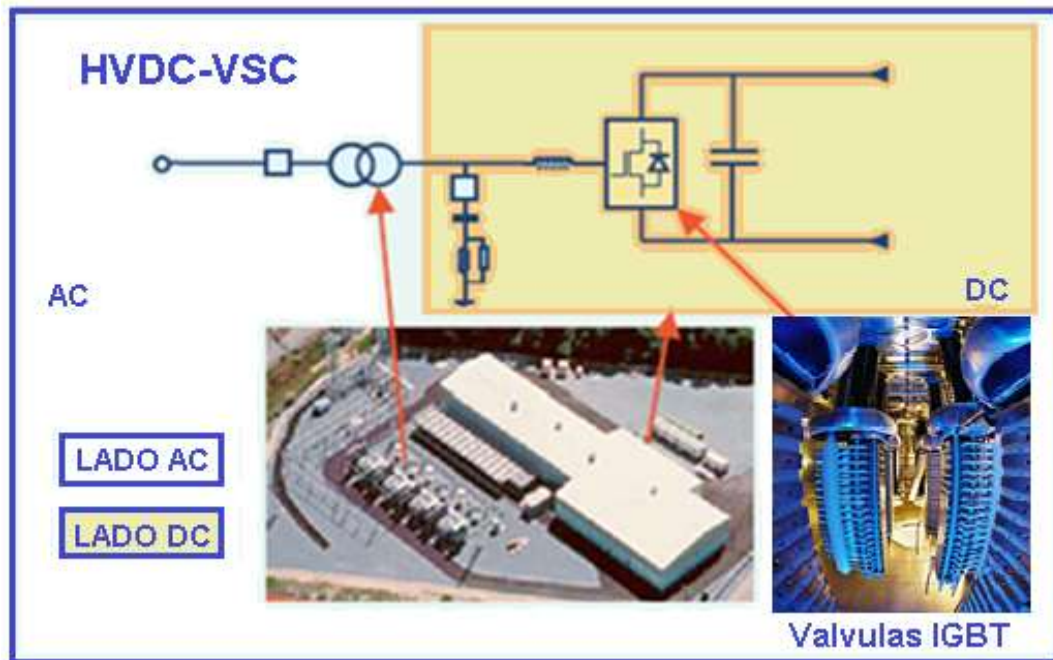 HVDC-VSC
AC
DC
LADO AC
LADO DC
Valvulas IGBT